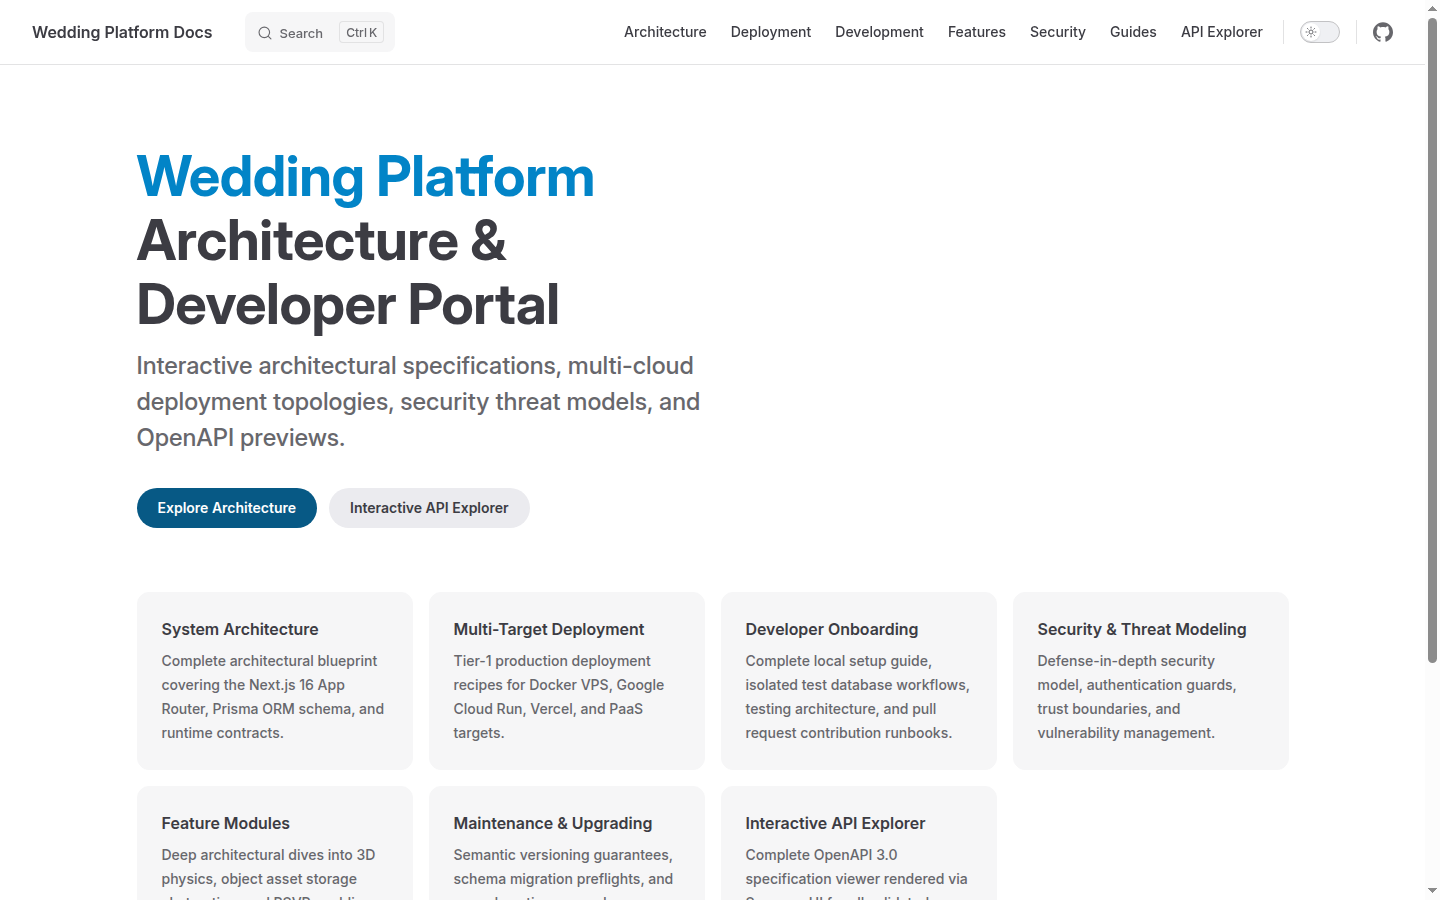 Wedding Platform Docs
Search
Ctrl K
Architecture
Deployment
Development
Features
Security
Guides
API Explorer
Wedding Platform
Architecture &
Developer Portal
Interactive architectural specifications, multi-cloud
deployment topologies, security threat models, and
OpenAPI previews.
Explore Architecture
Interactive API Explorer
System Architecture
Complete architectural blueprint
covering the Next.js 16 App
Router, Prisma ORM schema, and
runtime contracts.
Multi-Target Deployment
Tier-1 production deployment
recipes for Docker VPS, Google
Cloud Run, Vercel, and PaaS
targets.
Developer Onboarding
Complete local setup guide,
isolated test database workflows,
testing architecture, and pull
request contribution runbooks.
Security & Threat Modeling
Defense-in-depth security
model, authentication guards,
trust boundaries, and
vulnerability management.
Feature Modules
Deep architectural dives into 3D
physics, object asset storage
Maintenance & Upgrading
Semantic versioning guarantees,
schema migration preflights, and
Interactive API Explorer
Complete OpenAPI 3.0
specification viewer rendered via